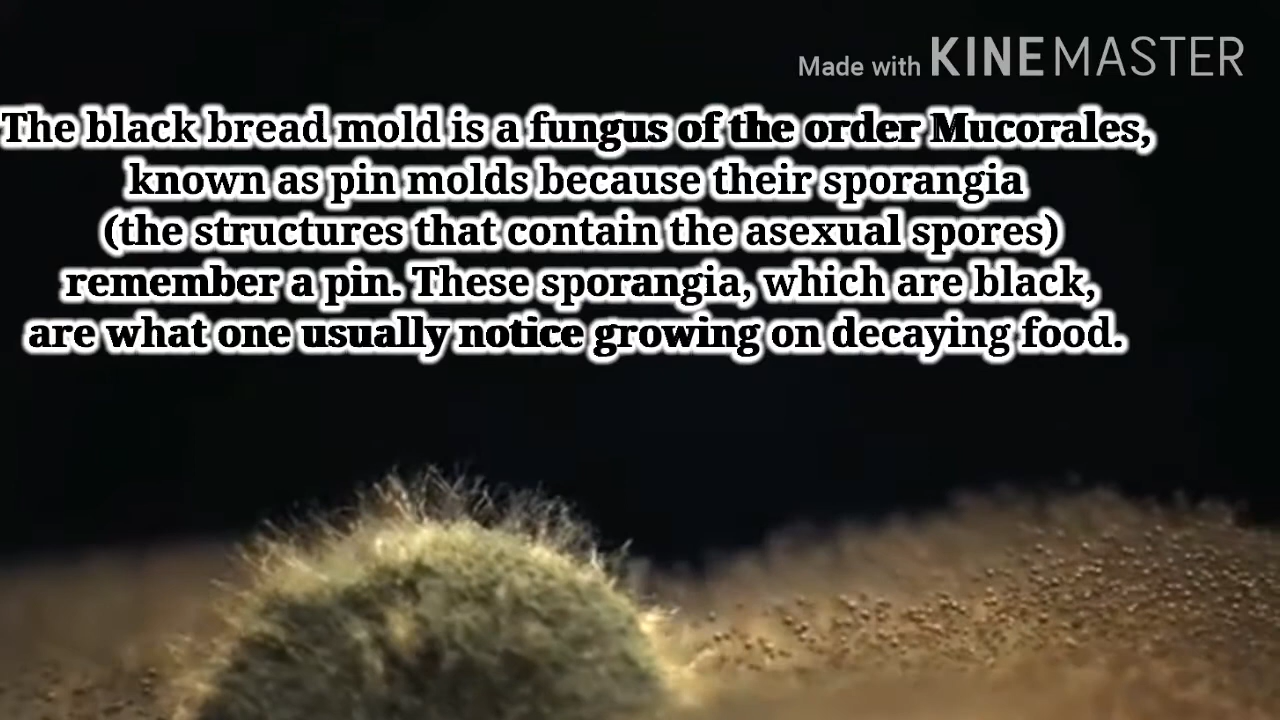 Made with KINEMASTER
The black bread mold is a fungus of the order Mucorales,
known as pin molds because their sporangia
(the structures that contain the asexual spores)
remember a pin. These sporangia, which are black,
are what one usually notice growing on decaying food.